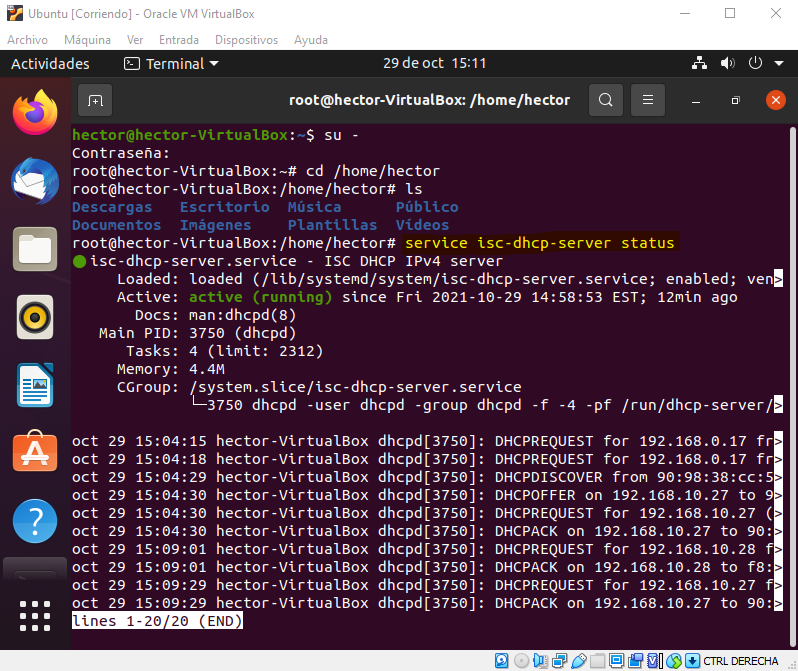 Ubuntu [Corriendo] - Oracle VM VirtualBox
Archivo Máquina Ver Entrada Dispositivos Ayuda
Actividades Terminal 29 de oct 15:11
root@hector-VirtualBox: /home/hector
hector@hector-VirtualBox:~$ su -
Contraseña:
root@hector-VirtualBox:~# cd /home/hector
root@hector-VirtualBox:/home/hector# ls
Descargas Escritorio Música Público
Documentos Imágenes Plantillas Vídeos
root@hector-VirtualBox:/home/hector# service isc-dhcp-server status
isc-dhcp-server.service - ISC DHCP IPv4 server
Loaded: loaded (/lib/systemd/system/isc-dhcp-server.service; enabled; ven>
Active: active (running) since Fri 2021-10-29 14:58:53 EST; 12min ago
Docs: man:dhcpd(8)
Main PID: 3750 (dhcpd)
Tasks: 4 (limit: 2312)
Memory: 4.4M
CGroup: /system.slice/isc-dhcp-server.service
└─3750 dhcpd -user dhcpd -group dhcpd -f -4 -pf /run/dhcp-server/>
oct 29 15:04:15 hector-VirtualBox dhcpd[3750]: DHCPREQUEST for 192.168.0.17 fr>
oct 29 15:04:18 hector-VirtualBox dhcpd[3750]: DHCPREQUEST for 192.168.0.17 fr>
oct 29 15:04:29 hector-VirtualBox dhcpd[3750]: DHCPDISCOVER from 90:98:38:cc:5>
oct 29 15:04:30 hector-VirtualBox dhcpd[3750]: DHCPOFFER on 192.168.10.27 to 9>
oct 29 15:04:30 hector-VirtualBox dhcpd[3750]: DHCPREQUEST for 192.168.10.27 (>
oct 29 15:04:30 hector-VirtualBox dhcpd[3750]: DHCPACK on 192.168.10.27 to 90:>
oct 29 15:09:01 hector-VirtualBox dhcpd[3750]: DHCPREQUEST for 192.168.10.28 f>
oct 29 15:09:01 hector-VirtualBox dhcpd[3750]: DHCPACK on 192.168.10.28 to f8:>
oct 29 15:09:29 hector-VirtualBox dhcpd[3750]: DHCPREQUEST for 192.168.10.27 f>
oct 29 15:09:29 hector-VirtualBox dhcpd[3750]: DHCPACK on 192.168.10.27 to 90:>
lines 1-20/20 (END)
CTRL DERECHA